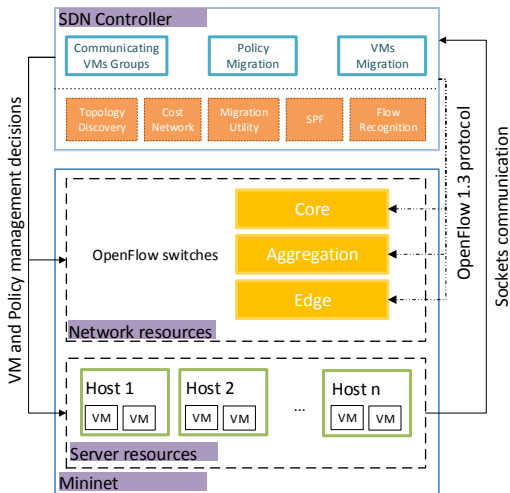 SDN Controller
Communicating
VMs Groups
Policy
Migration
VMs
Migration
Topology
Discovery
Cost
Network
Migration
Utility
SPF
Flow
Recognition
VM and Policy management decisions
OpenFlow 1.3 protocol
Sockets communication
Core
OpenFlow switches
Aggregation
Edge
Network resources
Host 1
Host 2
Host n
VM
VM
VM
VM
...
VM
VM
Server resources
Mininet